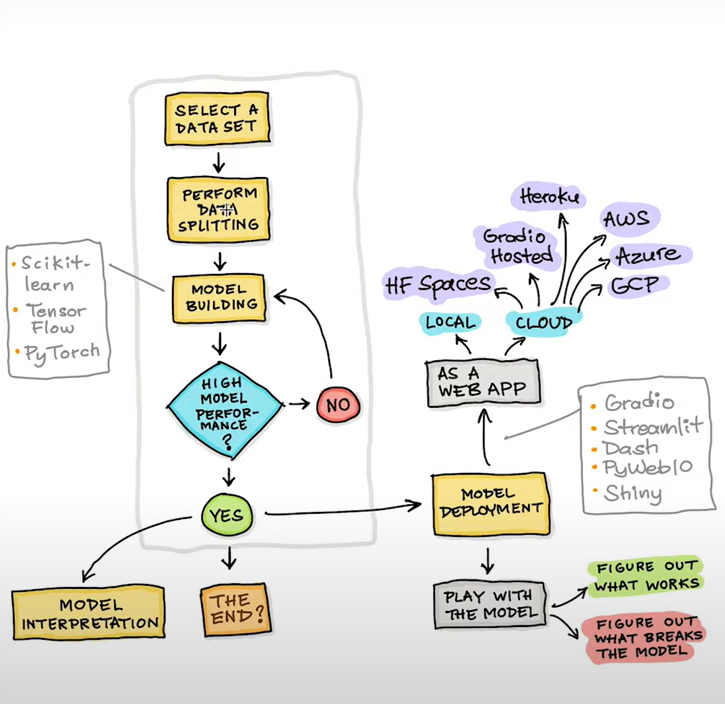 SELECT A
DATA SET
PERFORM
DATA
SPLITTING
• Scikit-
learn
• Tensor
Flow
• PyTorch
MODEL
BUILDING
HIGH
MODEL
PERFOR-
MANCE
?
NO
YES
MODEL
INTERPRETATION
THE
END?
Heroku
AWS
Gradio
Hosted
Azure
HF Spaces
GCP
LOCAL
CLOUD
AS A
WEB APP
• Gradio
• Streamlit
• Dash
• PyWebIO
• Shiny
MODEL
DEPLOYMENT
PLAY WITH
THE MODEL
FIGURE OUT
WHAT WORKS
FIGURE OUT
WHAT BREAKS
THE MODEL